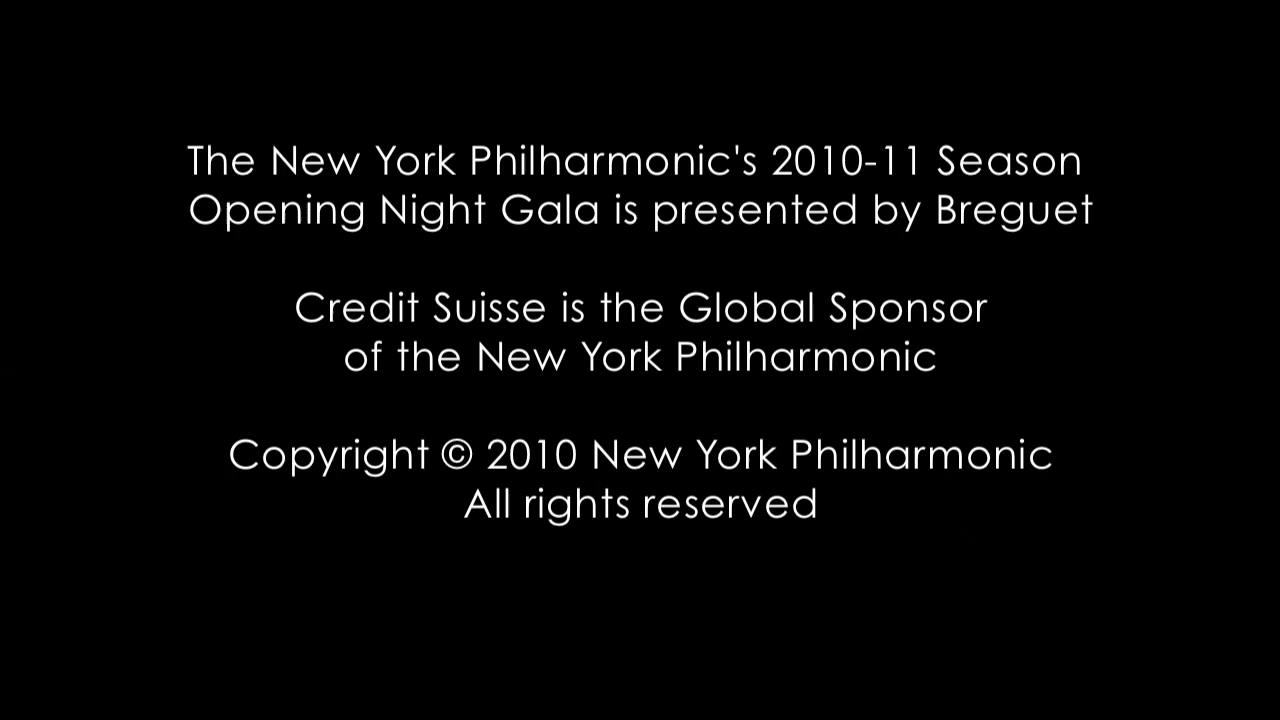 The New York Philharmonic's 2010-11 Season
Opening Night Gala is presented by Breguet
Credit Suisse is the Global Sponsor
of the New York Philharmonic
Copyright © 2010 New York Philharmonic
All rights reserved